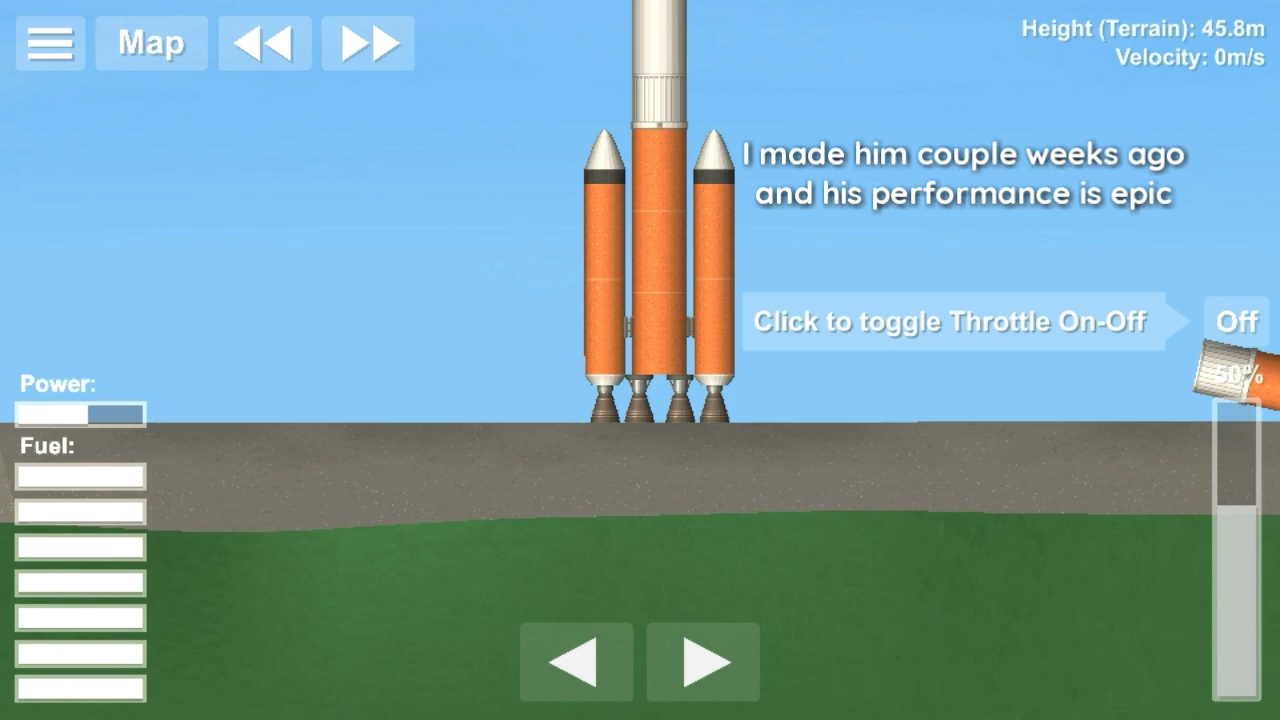 Map
Height (Terrain): 45.8m
Velocity: 0m/s
I made him couple weeks ago
and his performance is epic
Click to toggle Throttle On-Off
Off
50%
Power:
Fuel: